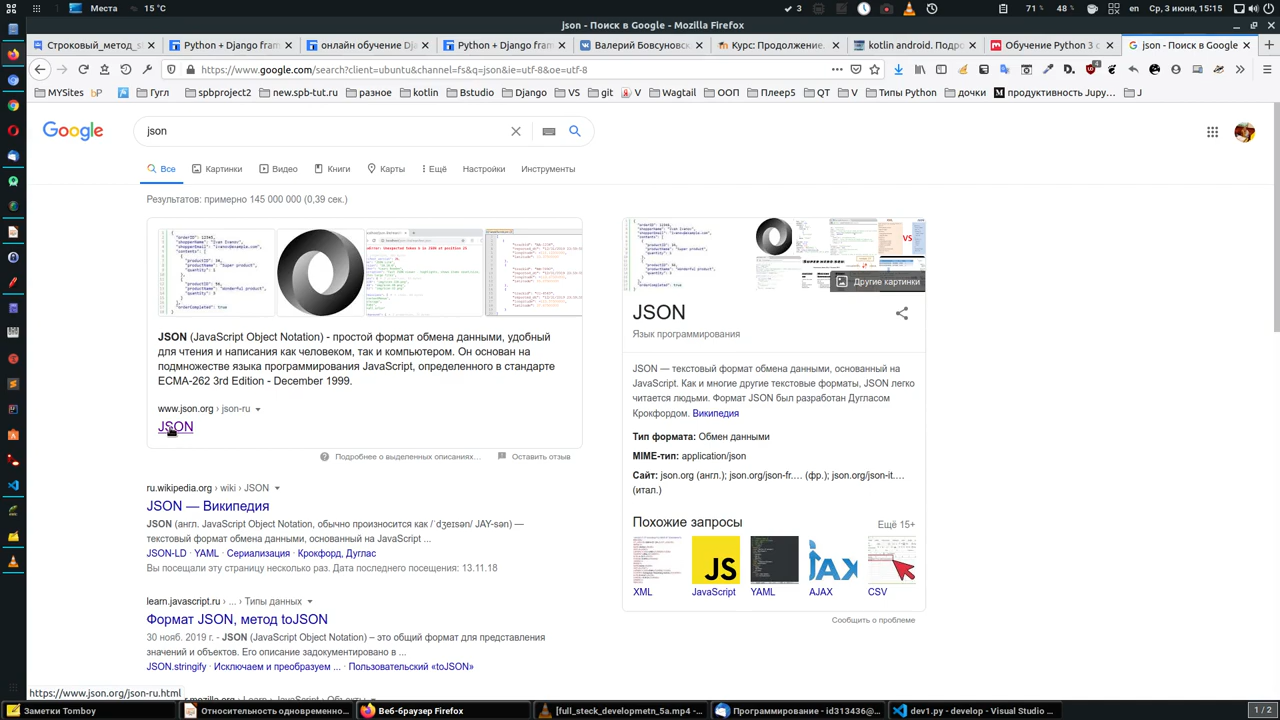 Места
15 °C
json - Поиск в Google - Mozilla Firefox
3
71 %
48 %
en
Ср, 3 июня, 15:15
Строковый_метод_s
Python + Django fram
онлайн обучение Dj
Python + Django fram
Валерий Бовсуновск
Курс: Продолжение.
kotlin android. Подро
Обучение Python 3 с
json - Поиск в Google
https://www.google.com/search?client=ubuntu&channel=fs&q=json&ie=utf-8&oe=utf-8
MYSites
bP
Гугл
spbproject2
new.spb-tut.ru
разное
kotlin
Bstudio
Django
VS
git
V
Wagtail
ООП
Плеер5
QT
V
Типы Python
дочки
продуктивность Jupy…
J
Google
json
Все
Картинки
Видео
Книги
Карты
Ещё
Настройки
Инструменты
Результатов: примерно 145 000 000 (0,39 сек.)
JSON (JavaScript Object Notation) - простой формат обмена данными, удобный
для чтения и написания как человеком, так и компьютером. Он основан на
подмножестве языка программирования JavaScript, определенного в стандарте
ECMA-262 3rd Edition - December 1999.
www.json.org › json-ru
JSON
Подробнее о выделенных описаниях…
Оставить отзыв
ru.wikipedia.org › wiki › JSON
JSON — Википедия
JSON (англ. JavaScript Object Notation, обычно произносится как /ˈdʒeɪsən/ JAY-sən) —
текстовый формат обмена данными, основанный на JavaScript ...
JSON-LD · YAML · Сериализация · Крокфорд, Дуглас
Вы посещали эту страницу несколько раз. Дата последнего посещения: 13.11.18
learn.javascript.ru › ... › Типы данных
Формат JSON, метод toJSON
30 нояб. 2019 г. - JSON (JavaScript Object Notation) – это общий формат для представления
значений и объектов. Его описание задокументировано в ...
JSON.stringify · Исключаем и преобразуем ... · Пользовательский «toJSON»
Другие картинки
JSON
Язык программирования
JSON — текстовый формат обмена данными, основанный на
JavaScript. Как и многие другие текстовые форматы, JSON легко
читается людьми. Формат JSON был разработан Дугласом
Крокфордом. Википедия
Тип формата: Обмен данными
MIME-тип: application/json
Сайт: json.org (англ.); json.org/json-fr.… (фр.); json.org/json-it.…
(итал.)
Похожие запросы
Ещё 15+
JS
XML
JavaScript
YAML
AJAX
CSV
Сообщить о проблеме
https://www.json.org/json-ru.html
Заметки Tomboy
Относительность одновременности
Веб-браузер Firefox
[full_steck_developmetn_5a.mp4 -…
Программирование - id313436@…
dev1.py - develop - Visual Studio …
1 / 2